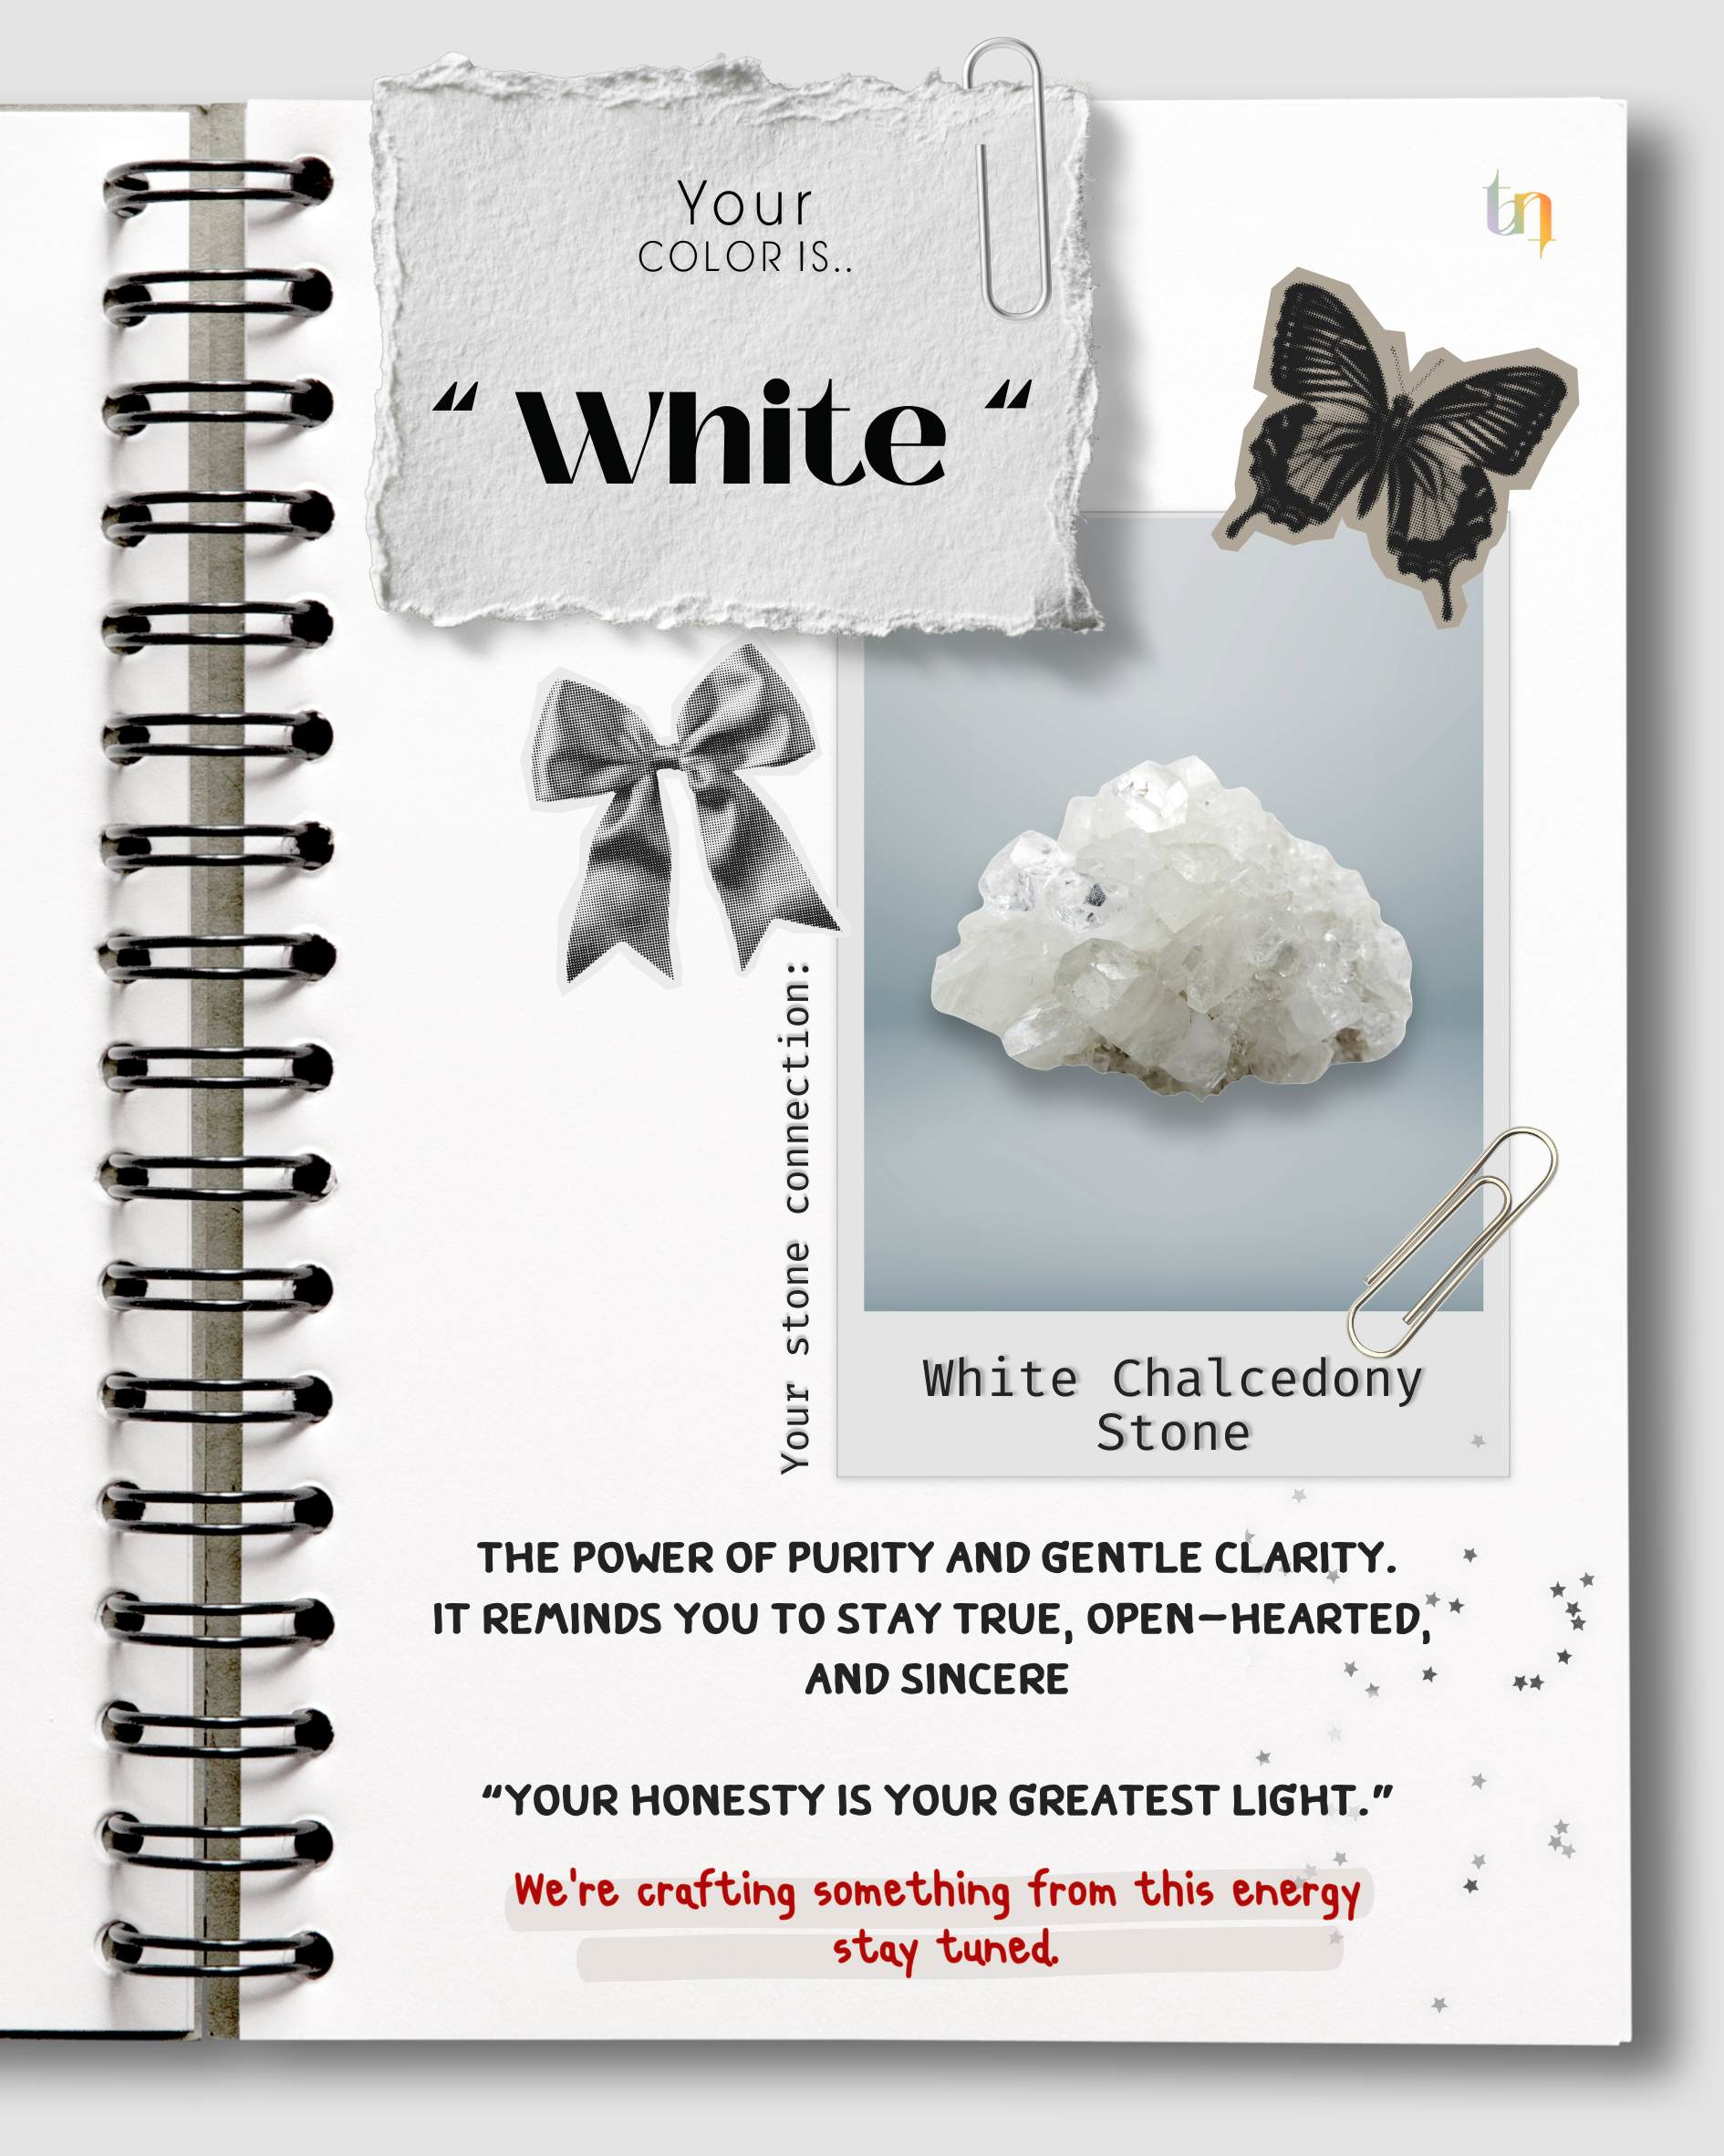 Your
COLOR IS..
“ White “
tn
Your stone connection:
White Chalcedony
Stone
THE POWER OF PURITY AND GENTLE CLARITY.
IT REMINDS YOU TO STAY TRUE, OPEN-HEARTED,
AND SINCERE
“YOUR HONESTY IS YOUR GREATEST LIGHT.”
We're crafting something from this energy
stay tuned.